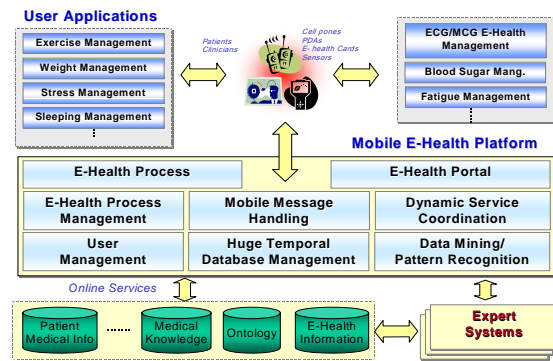 User Applications
Exercise Management
Weight Management
Stress Management
Sleeping Management
Patients
Clinicians
Cell pones
PDAs
E- health Cards
Sensors
ECG/MCG E-Health
Management
Blood Sugar Mang.
Fatigue Management
Mobile E-Health Platform
E-Health Process
E-Health Portal
E-Health Process
Management
Mobile Message
Handling
Dynamic Service
Coordination
User
Management
Huge Temporal
Database Management
Data Mining/
Pattern Recognition
Online Services
Patient
Medical Info
......
Medical
Knowledge
Ontology
E-Health
Information
Expert
Systems